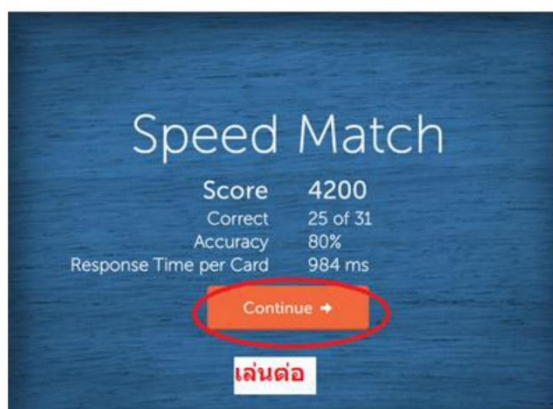 Speed Match
Score 4200
Correct 25 of 31
Accuracy 80%
Response Time per Card 984 ms
Continue →
เล่นต่อ